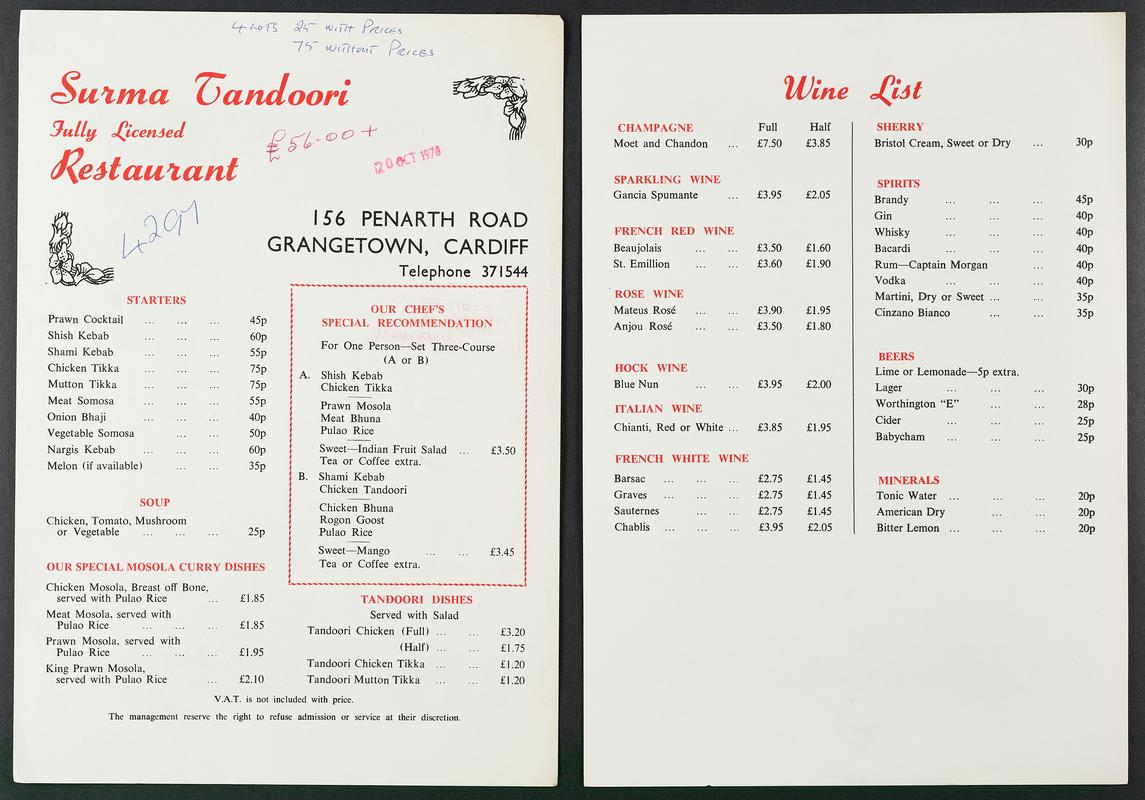 4 LOTS 25 WITH PRICES
75 WITHOUT PRICES
Surma Tandoori
Fully Licensed
Restaurant
£56.00+
20 OCT 1978
4297
156 PENARTH ROAD
GRANGETOWN, CARDIFF
Telephone 371544
STARTERS
Prawn Cocktail ... ... ... 45p
Shish Kebab ... ... ... 60p
Shami Kebab ... ... ... 55p
Chicken Tikka ... ... ... 75p
Mutton Tikka ... ... ... 75p
Meat Somosa ... ... ... 55p
Onion Bhaji ... ... ... 40p
Vegetable Somosa ... ... 50p
Nargis Kebab ... ... ... 60p
Melon (if available) ... ... 35p
SOUP
Chicken, Tomato, Mushroom
or Vegetable ... ... ... 25p
OUR SPECIAL MOSOLA CURRY DISHES
Chicken Mosola, Breast off Bone,
served with Pulao Rice ... £1.85
Meat Mosola, served with
Pulao Rice ... ... ... £1.85
Prawn Mosola, served with
Pulao Rice ... ... ... £1.95
King Prawn Mosola,
served with Pulao Rice ... £2.10
OUR CHEF'S
SPECIAL RECOMMENDATION
For One Person—Set Three-Course
(A or B)
A. Shish Kebab
Chicken Tikka
Prawn Mosola
Meat Bhuna
Pulao Rice
Sweet—Indian Fruit Salad ... £3.50
Tea or Coffee extra.
B. Shami Kebab
Chicken Tandoori
Chicken Bhuna
Rogon Goost
Pulao Rice
Sweet—Mango ... ... £3.45
Tea or Coffee extra.
TANDOORI DISHES
Served with Salad
Tandoori Chicken (Full) ... ... £3.20
(Half) ... ... £1.75
Tandoori Chicken Tikka ... ... £1.20
Tandoori Mutton Tikka ... ... £1.20
V.A.T. is not included with price.
The management reserve the right to refuse admission or service at their discretion.
Wine List
CHAMPAGNE Full Half
Moet and Chandon ... £7.50 £3.85
SPARKLING WINE
Gancia Spumante ... £3.95 £2.05
FRENCH RED WINE
Beaujolais ... ... £3.50 £1.60
St. Emillion ... ... £3.60 £1.90
ROSE WINE
Mateus Rosé ... £3.90 £1.95
Anjou Rosé ... ... £3.50 £1.80
HOCK WINE
Blue Nun ... ... £3.95 £2.00
ITALIAN WINE
Chianti, Red or White ... £3.85 £1.95
FRENCH WHITE WINE
Barsac ... ... ... £2.75 £1.45
Graves ... ... ... £2.75 £1.45
Sauternes ... ... £2.75 £1.45
Chablis ... ... ... £3.95 £2.05
SHERRY
Bristol Cream, Sweet or Dry ... 30p
SPIRITS
Brandy ... ... ... 45p
Gin ... ... ... 40p
Whisky ... ... ... 40p
Bacardi ... ... ... 40p
Rum—Captain Morgan ... 40p
Vodka ... ... ... 40p
Martini, Dry or Sweet ... ... 35p
Cinzano Bianco ... ... 35p
BEERS
Lime or Lemonade—5p extra.
Lager ... ... ... 30p
Worthington “E” ... ... 28p
Cider ... ... ... 25p
Babycham ... ... ... 25p
MINERALS
Tonic Water ... ... ... 20p
American Dry ... ... 20p
Bitter Lemon ... ... ... 20p